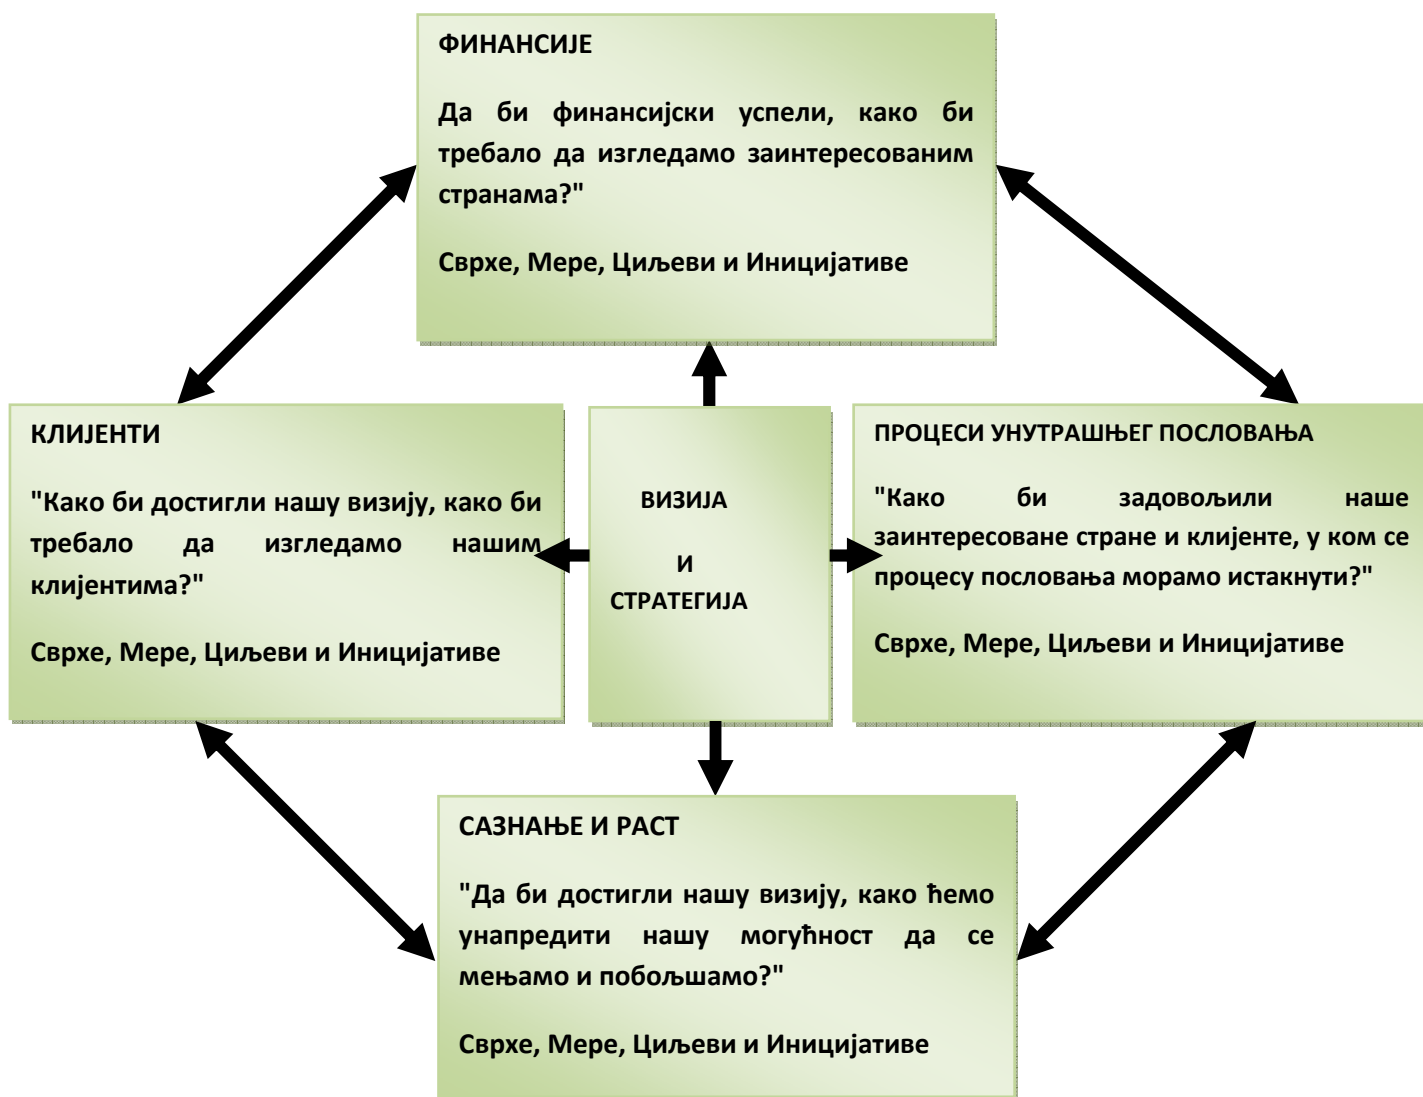 ФИНАНСИЈЕ
Да би финансијски успели, како би
требало да изгледамо заинтересованим
странама?"
Сврхе, Мере, Циљеви и Иницијативе
КЛИЈЕНТИ
"Како би достигли нашу визију, како би
требало да изгледамо нашим
клијентима?"
Сврхе, Мере, Циљеви и Иницијативе
ВИЗИЈА
И
СТРАТЕГИЈА
ПРОЦЕСИ УНУТРАШЊЕГ ПОСЛОВАЊА
"Како би задовољили наше
заинтересоване стране и клијенте, у ком се
процесу пословања морамо истакнути?"
Сврхе, Мере, Циљеви и Иницијативе
САЗНАЊЕ И РАСТ
"Да би достигли нашу визију, како ћемо
унапредити нашу могућност да се
мењамо и побољшамо?"
Сврхе, Мере, Циљеви и Иницијативе